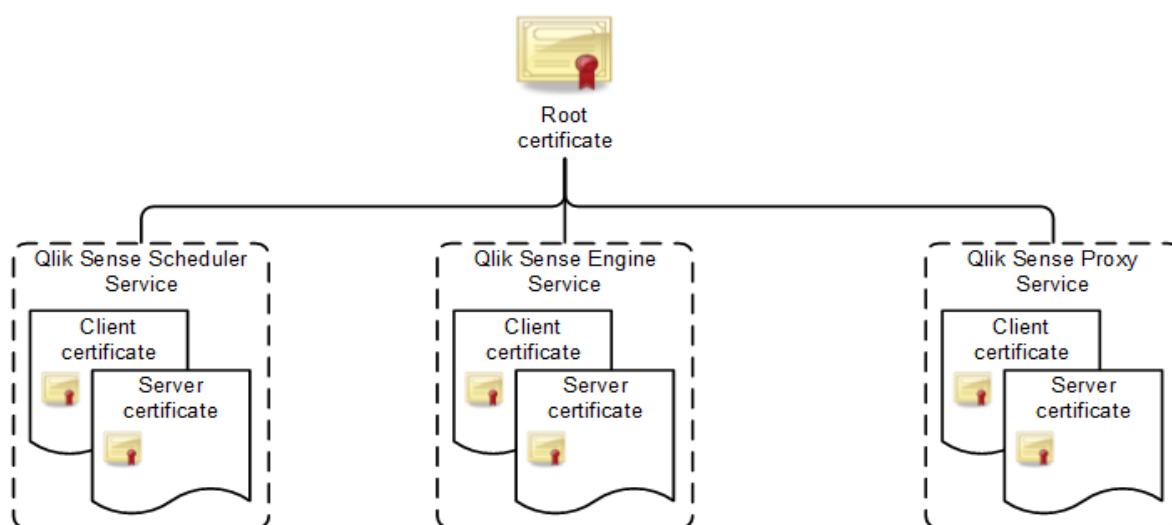 Root
certificate
Qlik Sense Scheduler
Service
Client
certificate
Server
certificate
Qlik Sense Engine
Service
Client
certificate
Server
certificate
Qlik Sense Proxy
Service
Client
certificate
Server
certificate